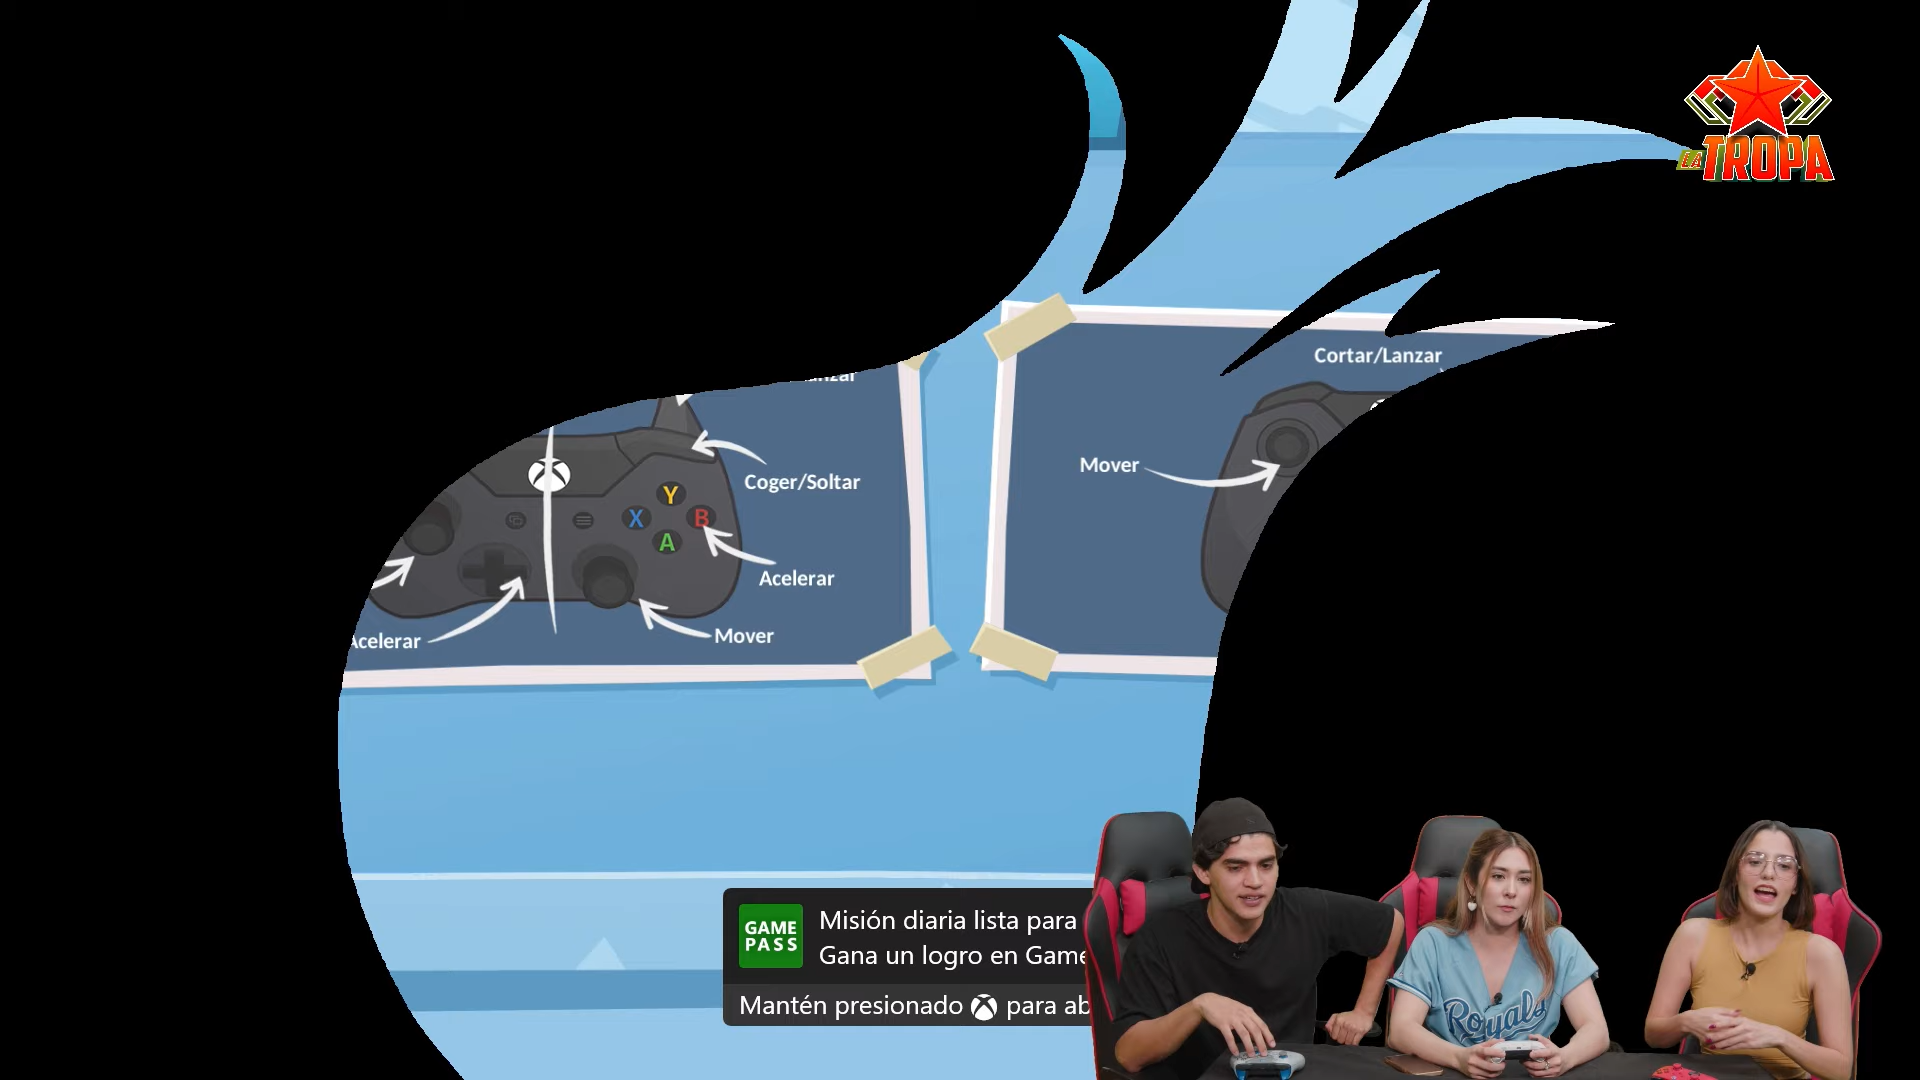 LA
TROPA
Cortar/Lanzar
Mover
Coger/Soltar
Y
X
B
A
Acelerar
Acelerar
Mover
GAME
PASS
Misión diaria lista para
Gana un logro en Game
Mantén presionado para ab
Royals